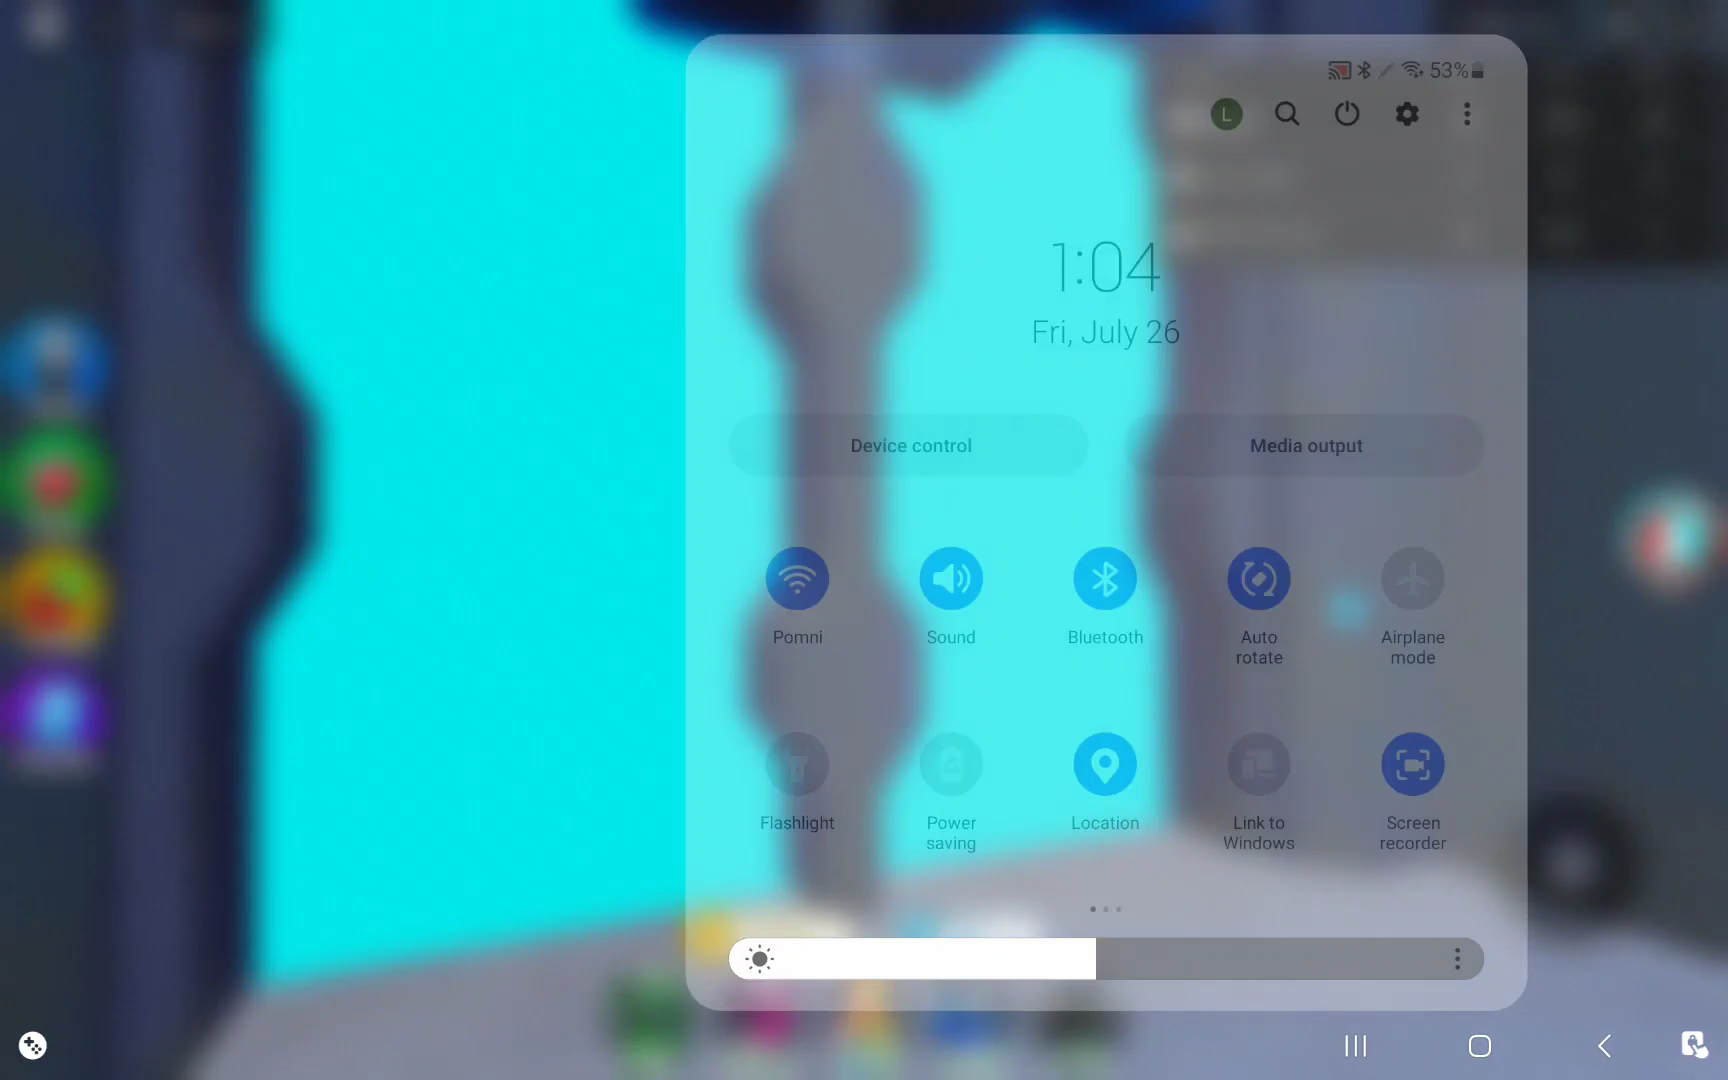 53%
L
1:04
Fri, July 26
Device control
Media output
Pomni
Sound
Bluetooth
Auto
rotate
Airplane
mode
Flashlight
Power
saving
Location
Link to
Windows
Screen
recorder